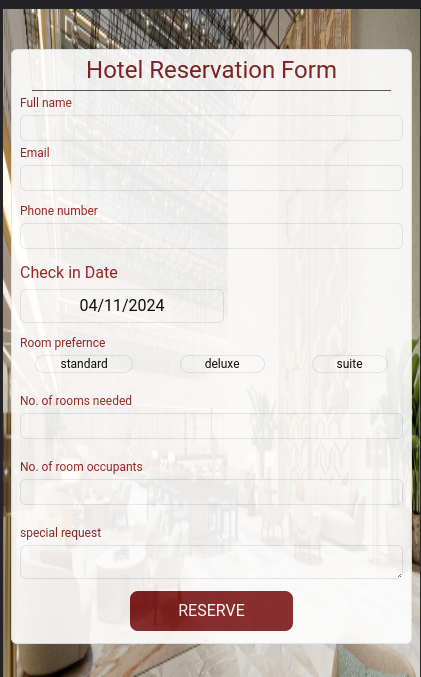 Hotel Reservation Form
Full name
Email
Phone number
Check in Date
04/11/2024
Room prefernce
standard deluxe suite
No. of rooms needed
No. of room occupants
special request
RESERVE